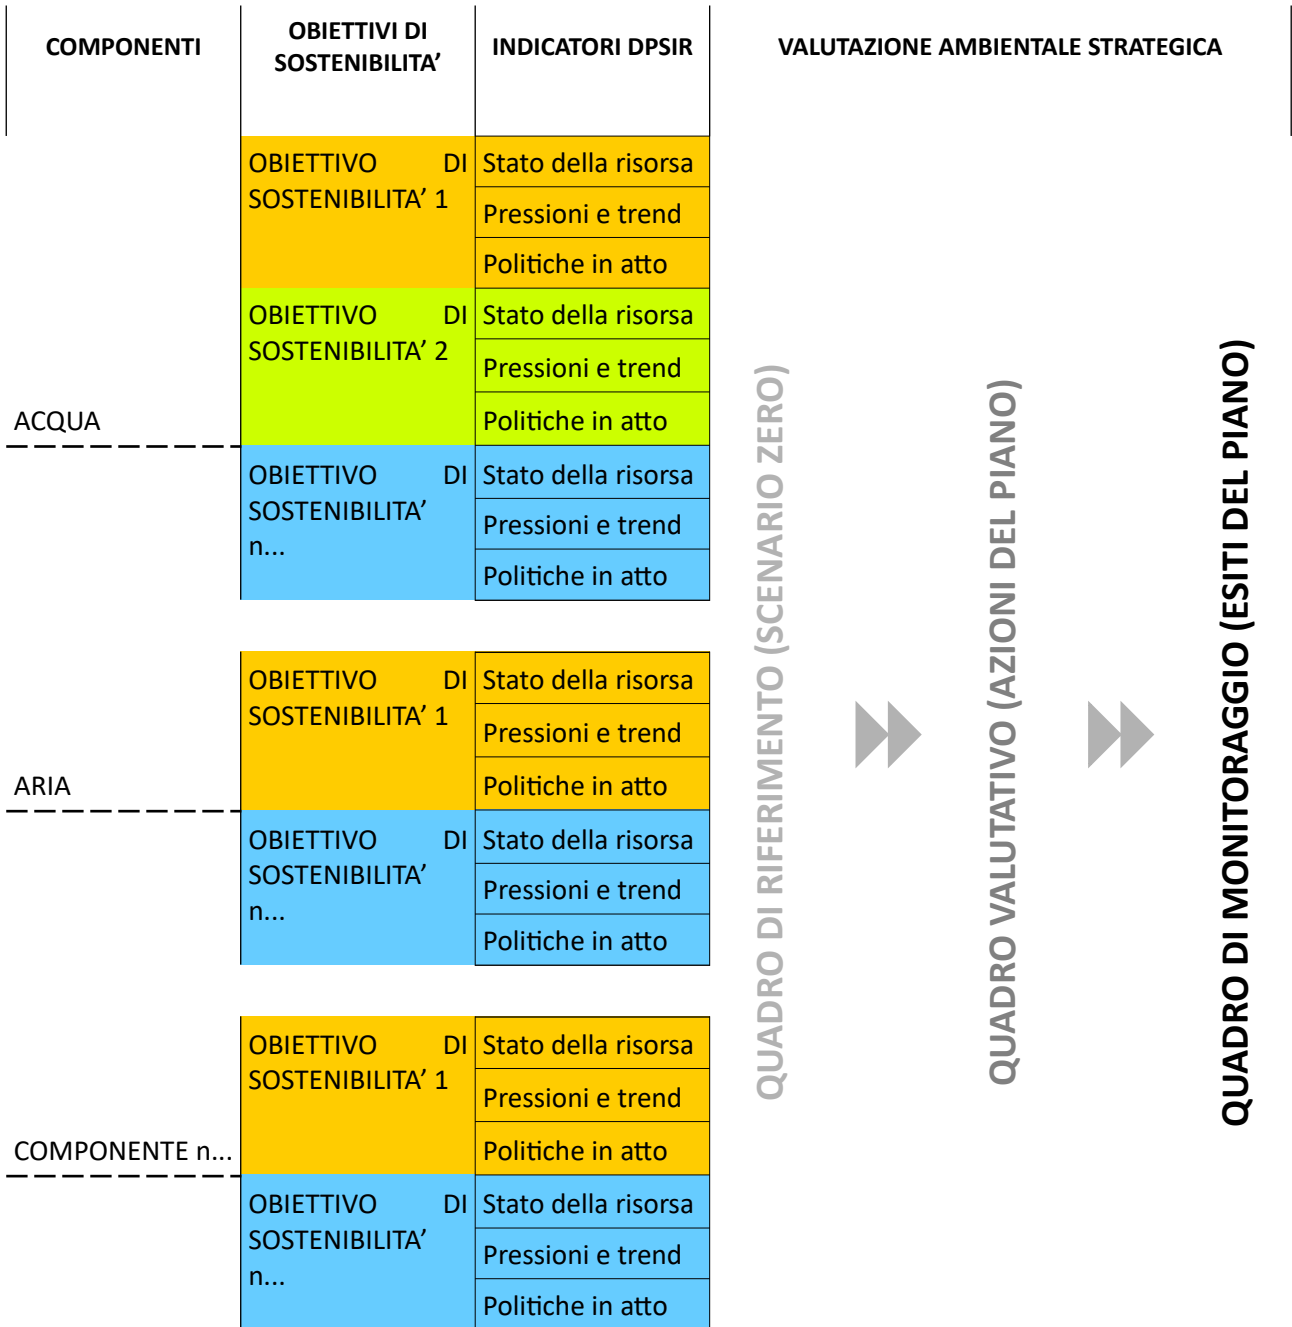 COMPONENTI
OBIETTIVI DI
SOSTENIBILITA’
INDICATORI DPSIR
VALUTAZIONE AMBIENTALE STRATEGICA
ACQUA
OBIETTIVO DI
SOSTENIBILITA’ 1
Stato della risorsa
Pressioni e trend
Politiche in atto
OBIETTIVO DI
SOSTENIBILITA’ 2
Stato della risorsa
Pressioni e trend
Politiche in atto
OBIETTIVO DI
SOSTENIBILITA’
n...
Stato della risorsa
Pressioni e trend
Politiche in atto
ARIA
OBIETTIVO DI
SOSTENIBILITA’ 1
Stato della risorsa
Pressioni e trend
Politiche in atto
OBIETTIVO DI
SOSTENIBILITA’
n...
Stato della risorsa
Pressioni e trend
Politiche in atto
COMPONENTE n...
OBIETTIVO DI
SOSTENIBILITA’ 1
Stato della risorsa
Pressioni e trend
Politiche in atto
OBIETTIVO DI
SOSTENIBILITA’
n...
Stato della risorsa
Pressioni e trend
Politiche in atto
QUADRO DI RIFERIMENTO (SCENARIO ZERO)
QUADRO VALUTATIVO (AZIONI DEL PIANO)
QUADRO DI MONITORAGGIO (ESITI DEL PIANO)